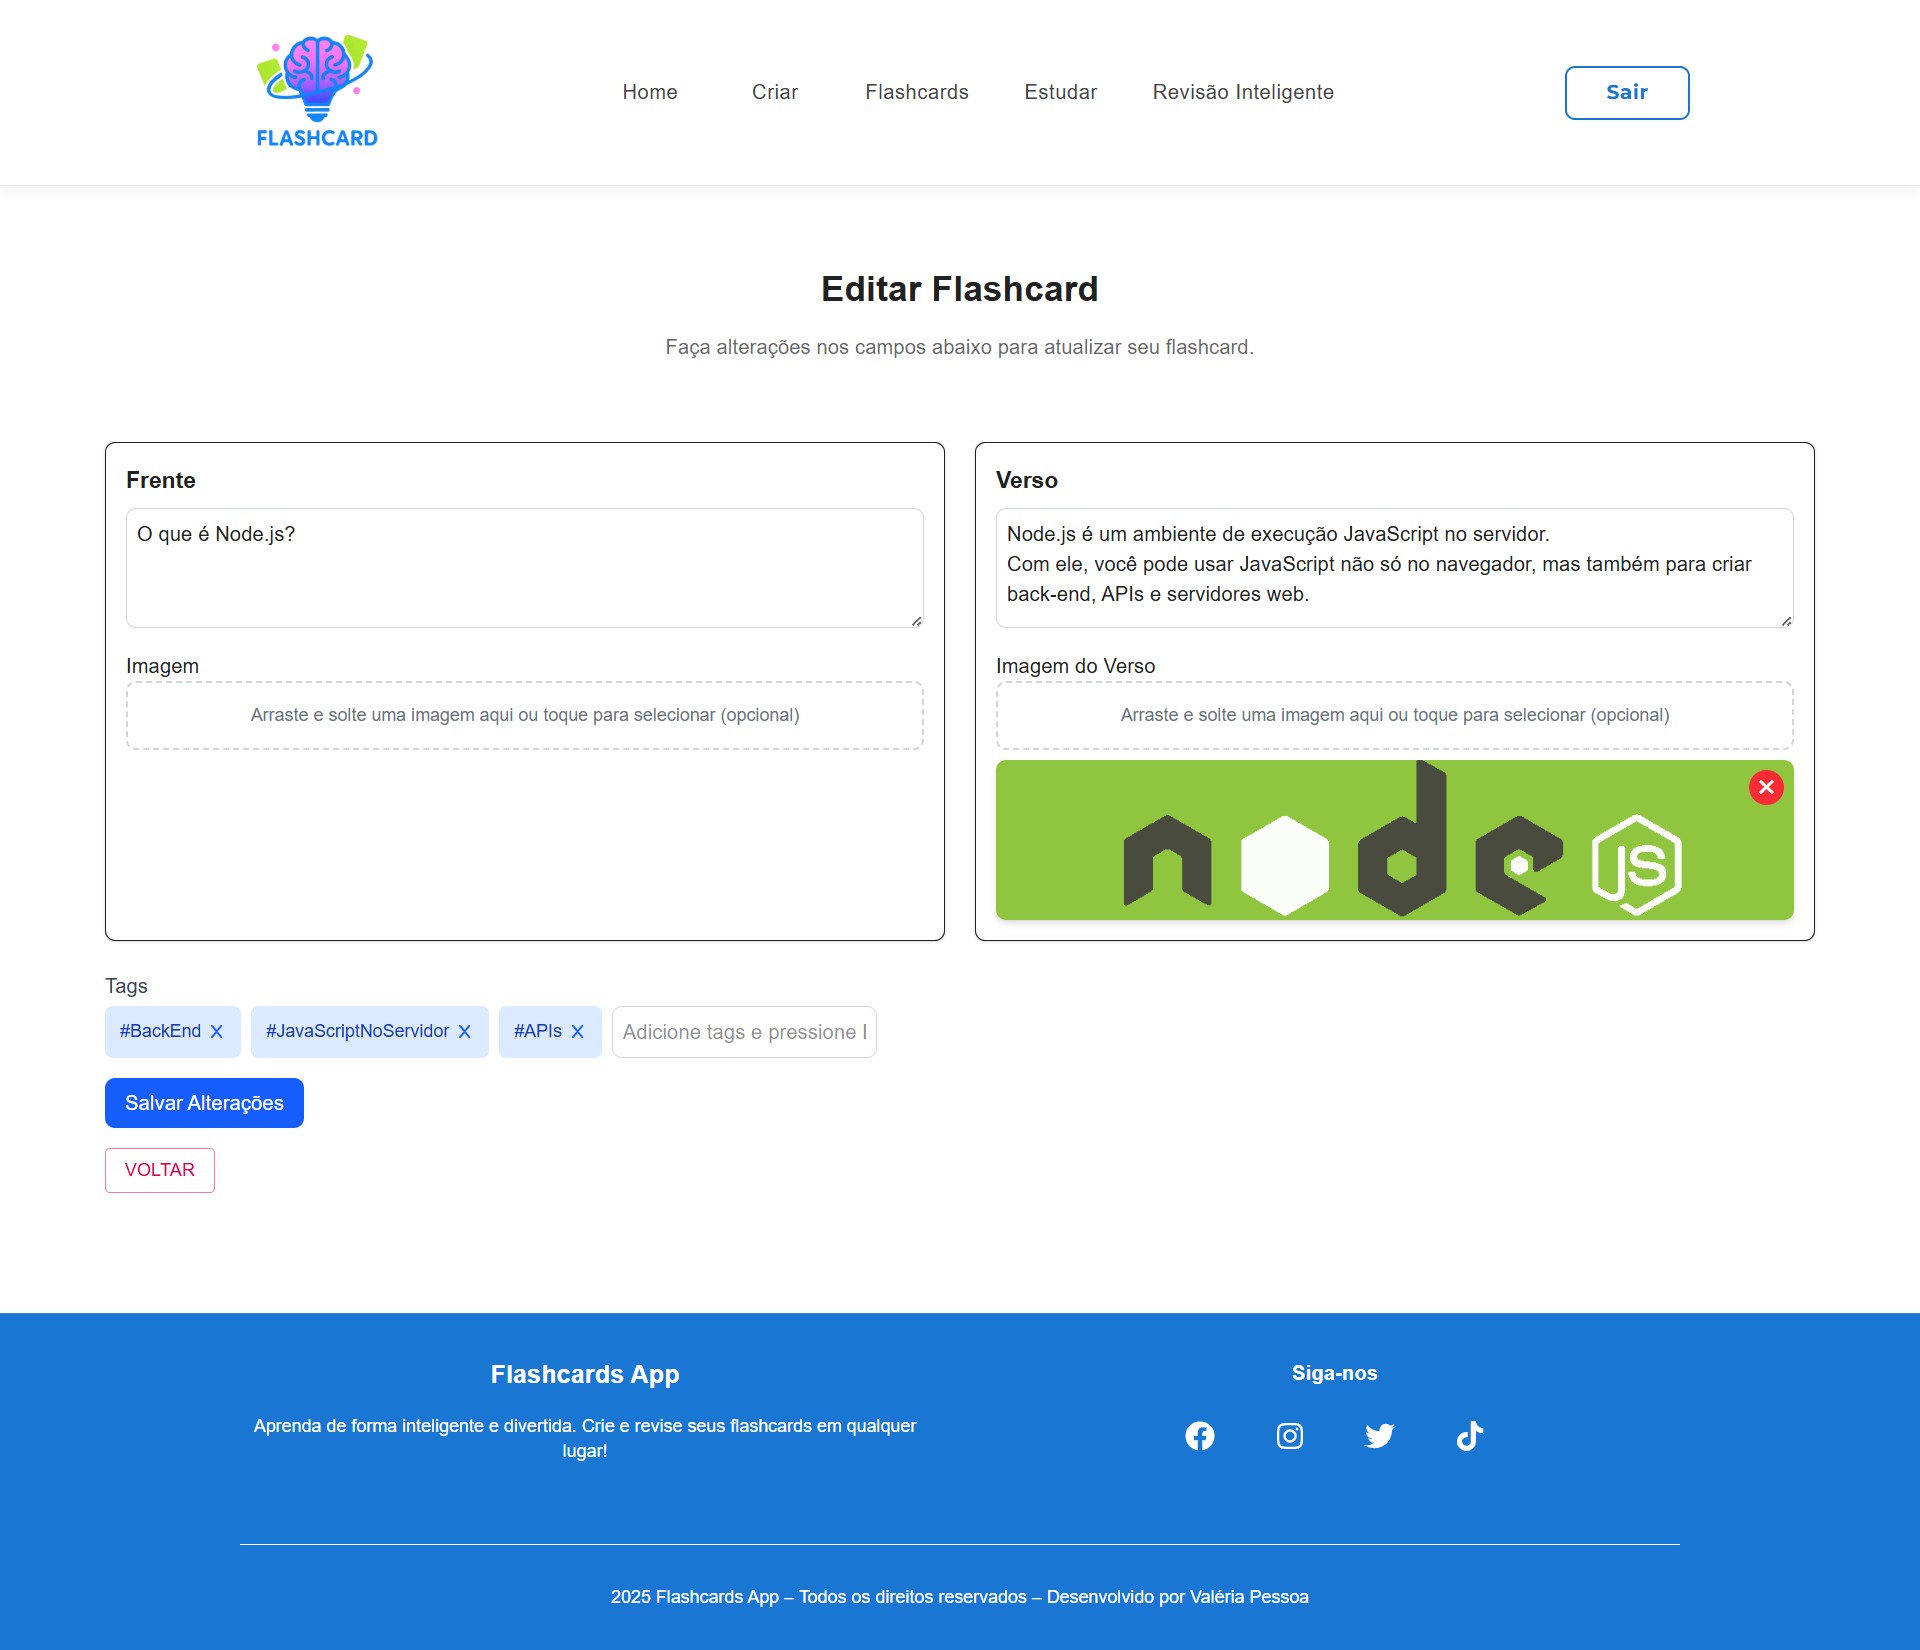 FLASHCARD
Home
Criar
Flashcards
Estudar
Revisão Inteligente
Sair
Editar Flashcard
Faça alterações nos campos abaixo para atualizar seu flashcard.
Frente
O que é Node.js?
Imagem
Arraste e solte uma imagem aqui ou toque para selecionar (opcional)
Verso
Node.js é um ambiente de execução JavaScript no servidor.
Com ele, você pode usar JavaScript não só no navegador, mas também para criar
back-end, APIs e servidores web.
Imagem do Verso
Arraste e solte uma imagem aqui ou toque para selecionar (opcional)
node JS
Tags
#BackEnd X
#JavaScriptNoServidor X
#APIs X
Adicione tags e pressione
Salvar Alterações
VOLTAR
Flashcards App
Aprenda de forma inteligente e divertida. Crie e revise seus flashcards em qualquer
lugar!
Siga-nos
2025 Flashcards App – Todos os direitos reservados – Desenvolvido por Valéria Pessoa